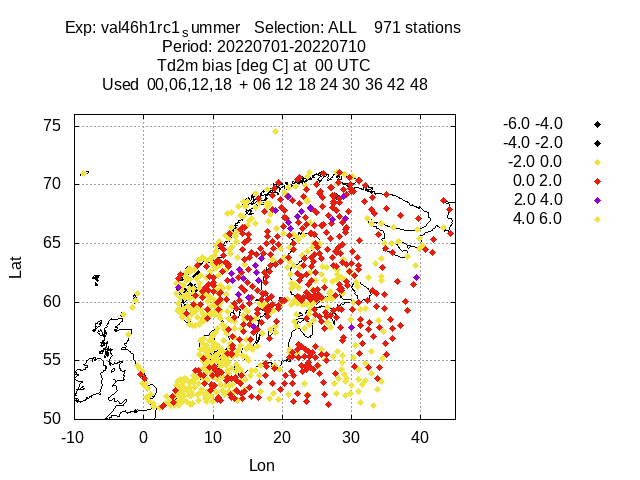 Exp: val46h1rc1summer Selection: ALL 971 stations
Period: 20220701-20220710
Td2m bias [deg C] at 00 UTC
Used 00,06,12,18 + 06 12 18 24 30 36 42 48
-6.0 -4.0
-4.0 -2.0
-2.0 0.0
0.0 2.0
2.0 4.0
4.0 6.0
75
70
65
60
55
50
Lat
-10 0 10 20 30 40
Lon